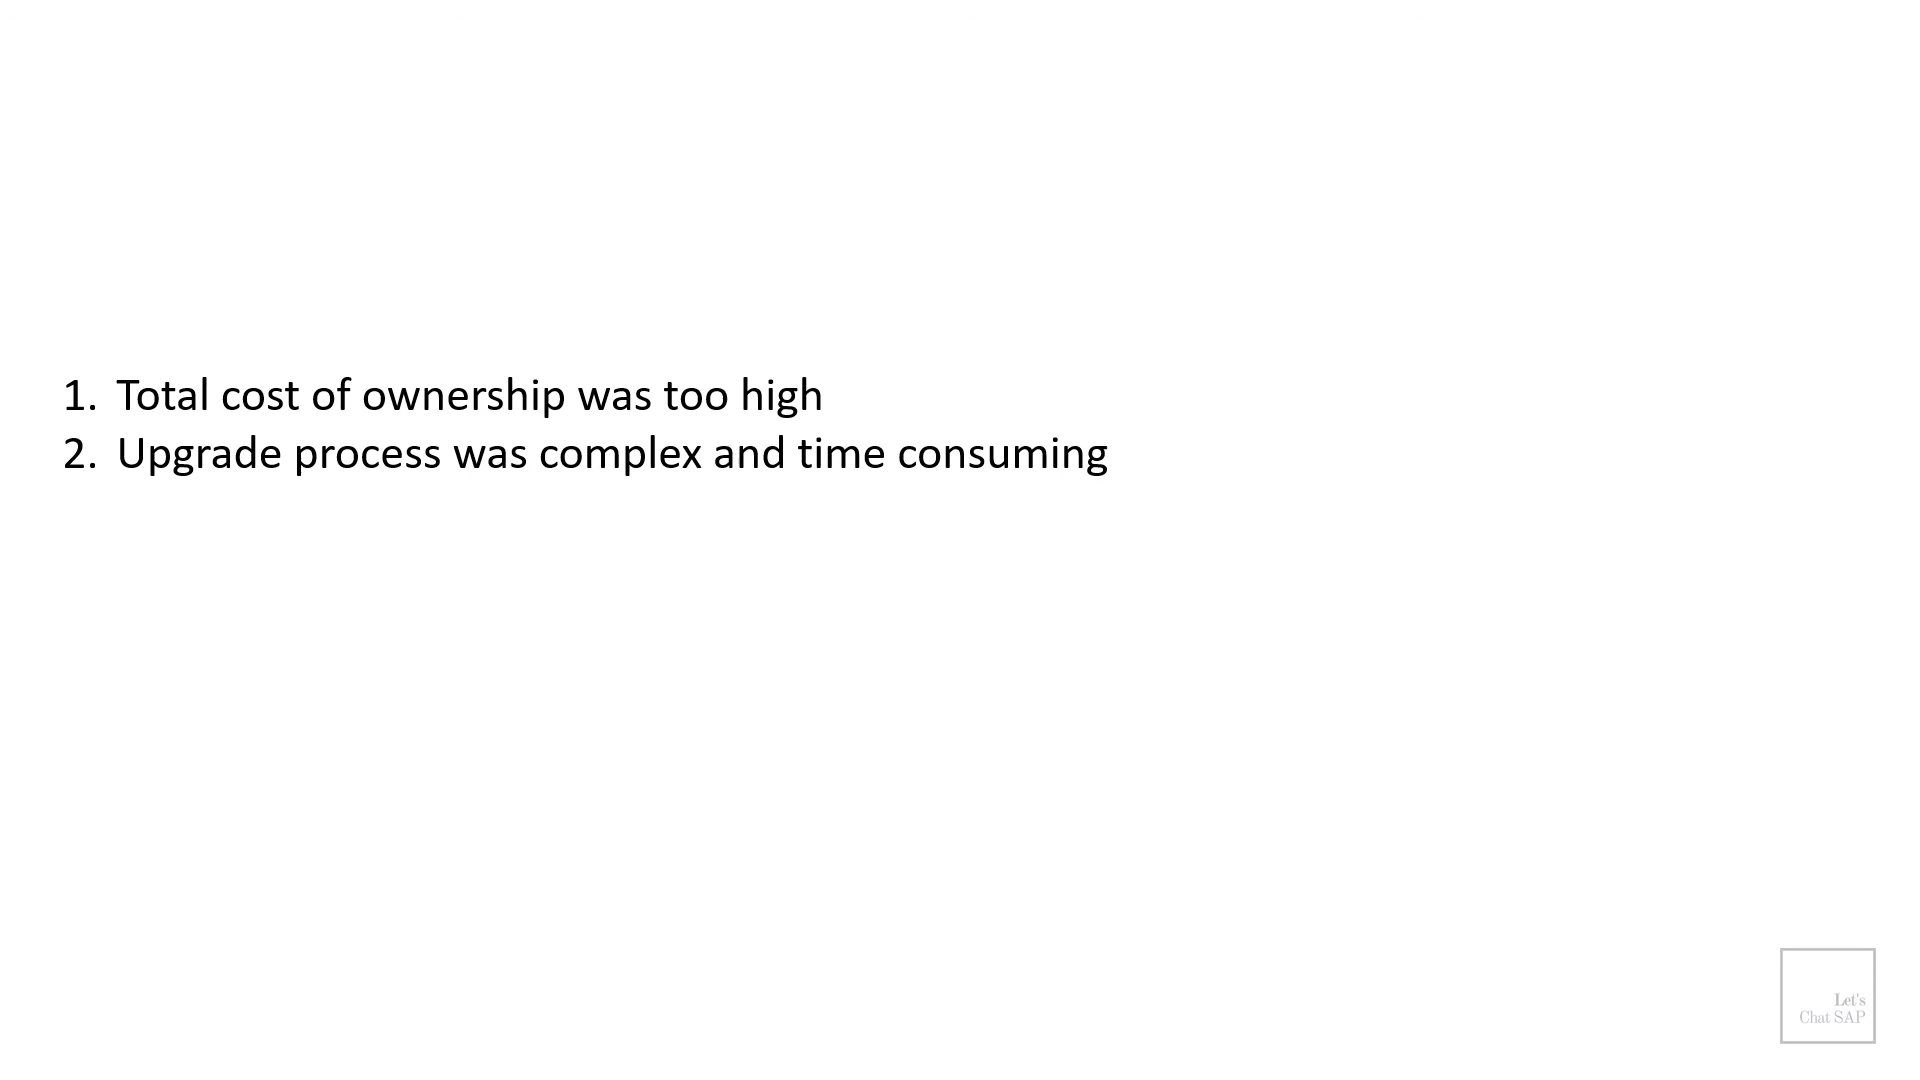 1. Total cost of ownership was too high
2. Upgrade process was complex and time consuming
Let's
Chat SAP